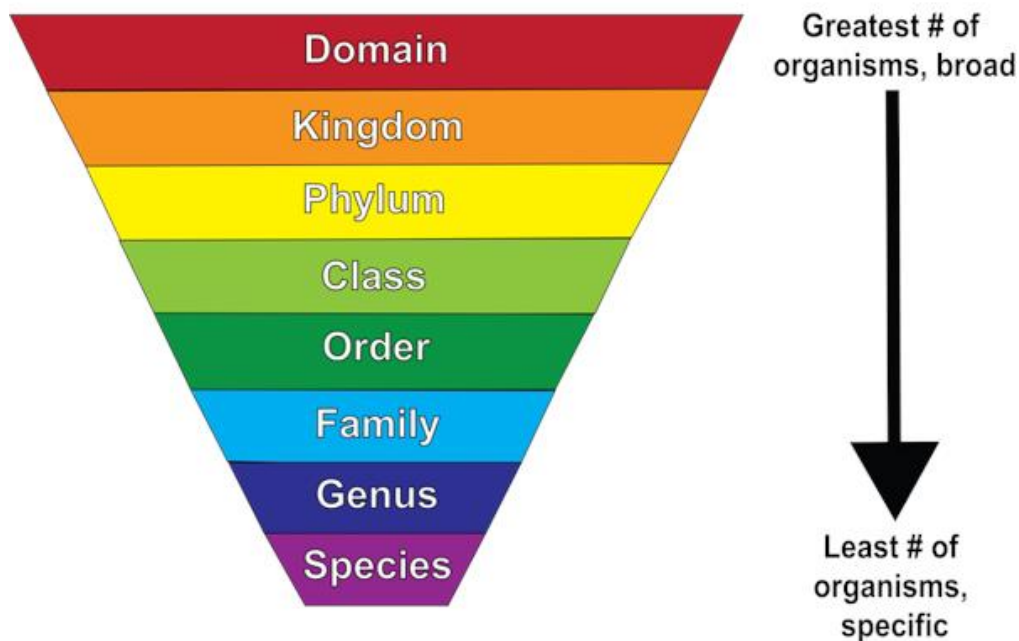 Domain
Kingdom
Phylum
Class
Order
Family
Genus
Species
Greatest # of
organisms, broad
Least # of
organisms,
specific